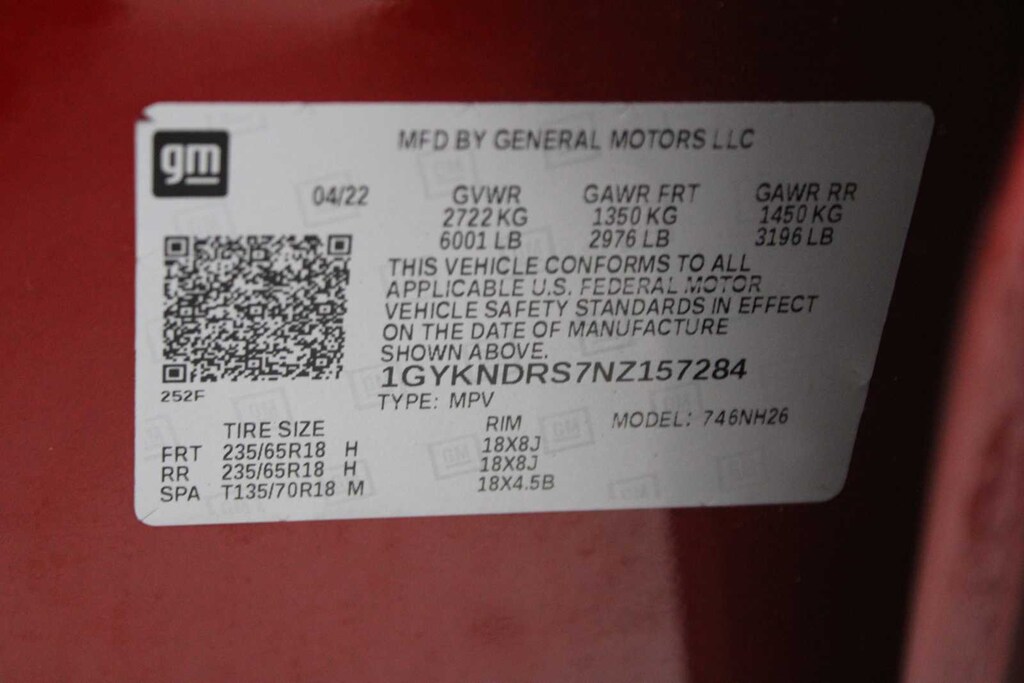 gm
MFD BY GENERAL MOTORS LLC
04/22 GVWR GAWR FRT GAWR RR
2722 KG 1350 KG 1450 KG
6001 LB 2976 LB 3196 LB
THIS VEHICLE CONFORMS TO ALL
APPLICABLE U.S. FEDERAL MOTOR
VEHICLE SAFETY STANDARDS IN EFFECT
ON THE DATE OF MANUFACTURE
SHOWN ABOVE.
1GYKNDRS7NZ157284
252F
TYPE: MPV MODEL: 746NH26
TIRE SIZE RIM
FRT 235/65R18 H 18X8J
RR 235/65R18 H 18X8J
SPA T135/70R18 M 18X4.5B